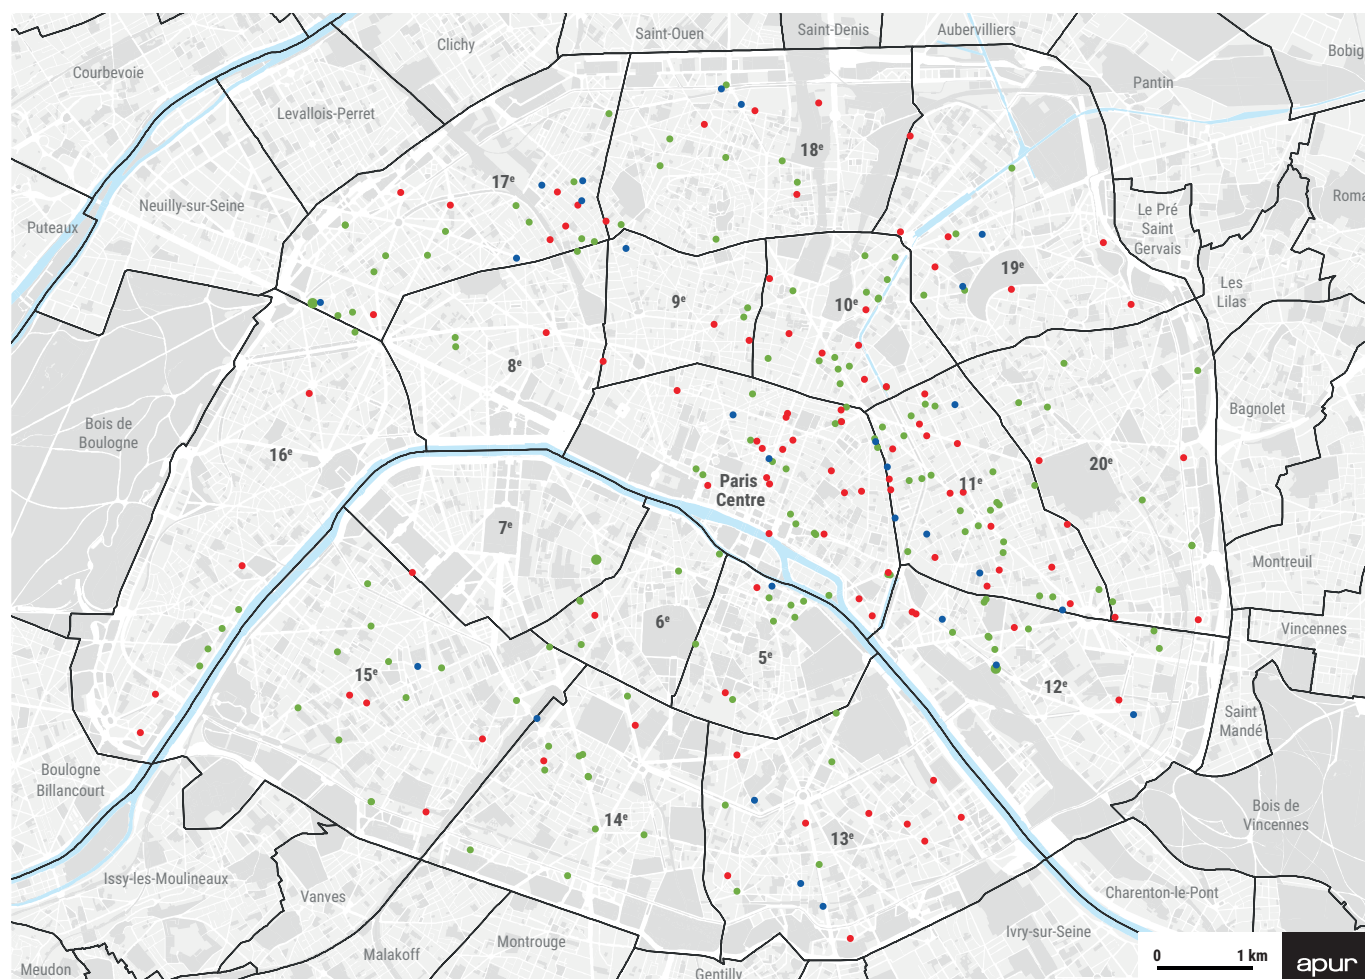 Saint-Ouen
Saint-Denis
Aubervilliers
Clichy
Bobig
Courbevoie
Pantin
Levallois-Perret
18e
17e
Neuilly-sur-Seine
Roma
Le Pré
Saint
Gervais
Puteaux
19e
Les
Lilas
9e
10e
8e
Bagnolet
Bois de
Boulogne
16e
20e
Paris
Centre
11e
7e
Montreuil
6e
Vincennes
5e
15e
12e
Saint
Mandé
Boulogne
Billancourt
Bois de
Vincennes
14e
13e
Issy-les-Moulineaux
Vanves
Charenton-le-Pont
Ivry-sur-Seine
Montrouge
Malakoff
Meudon
Gentilly
0 1 km
apur